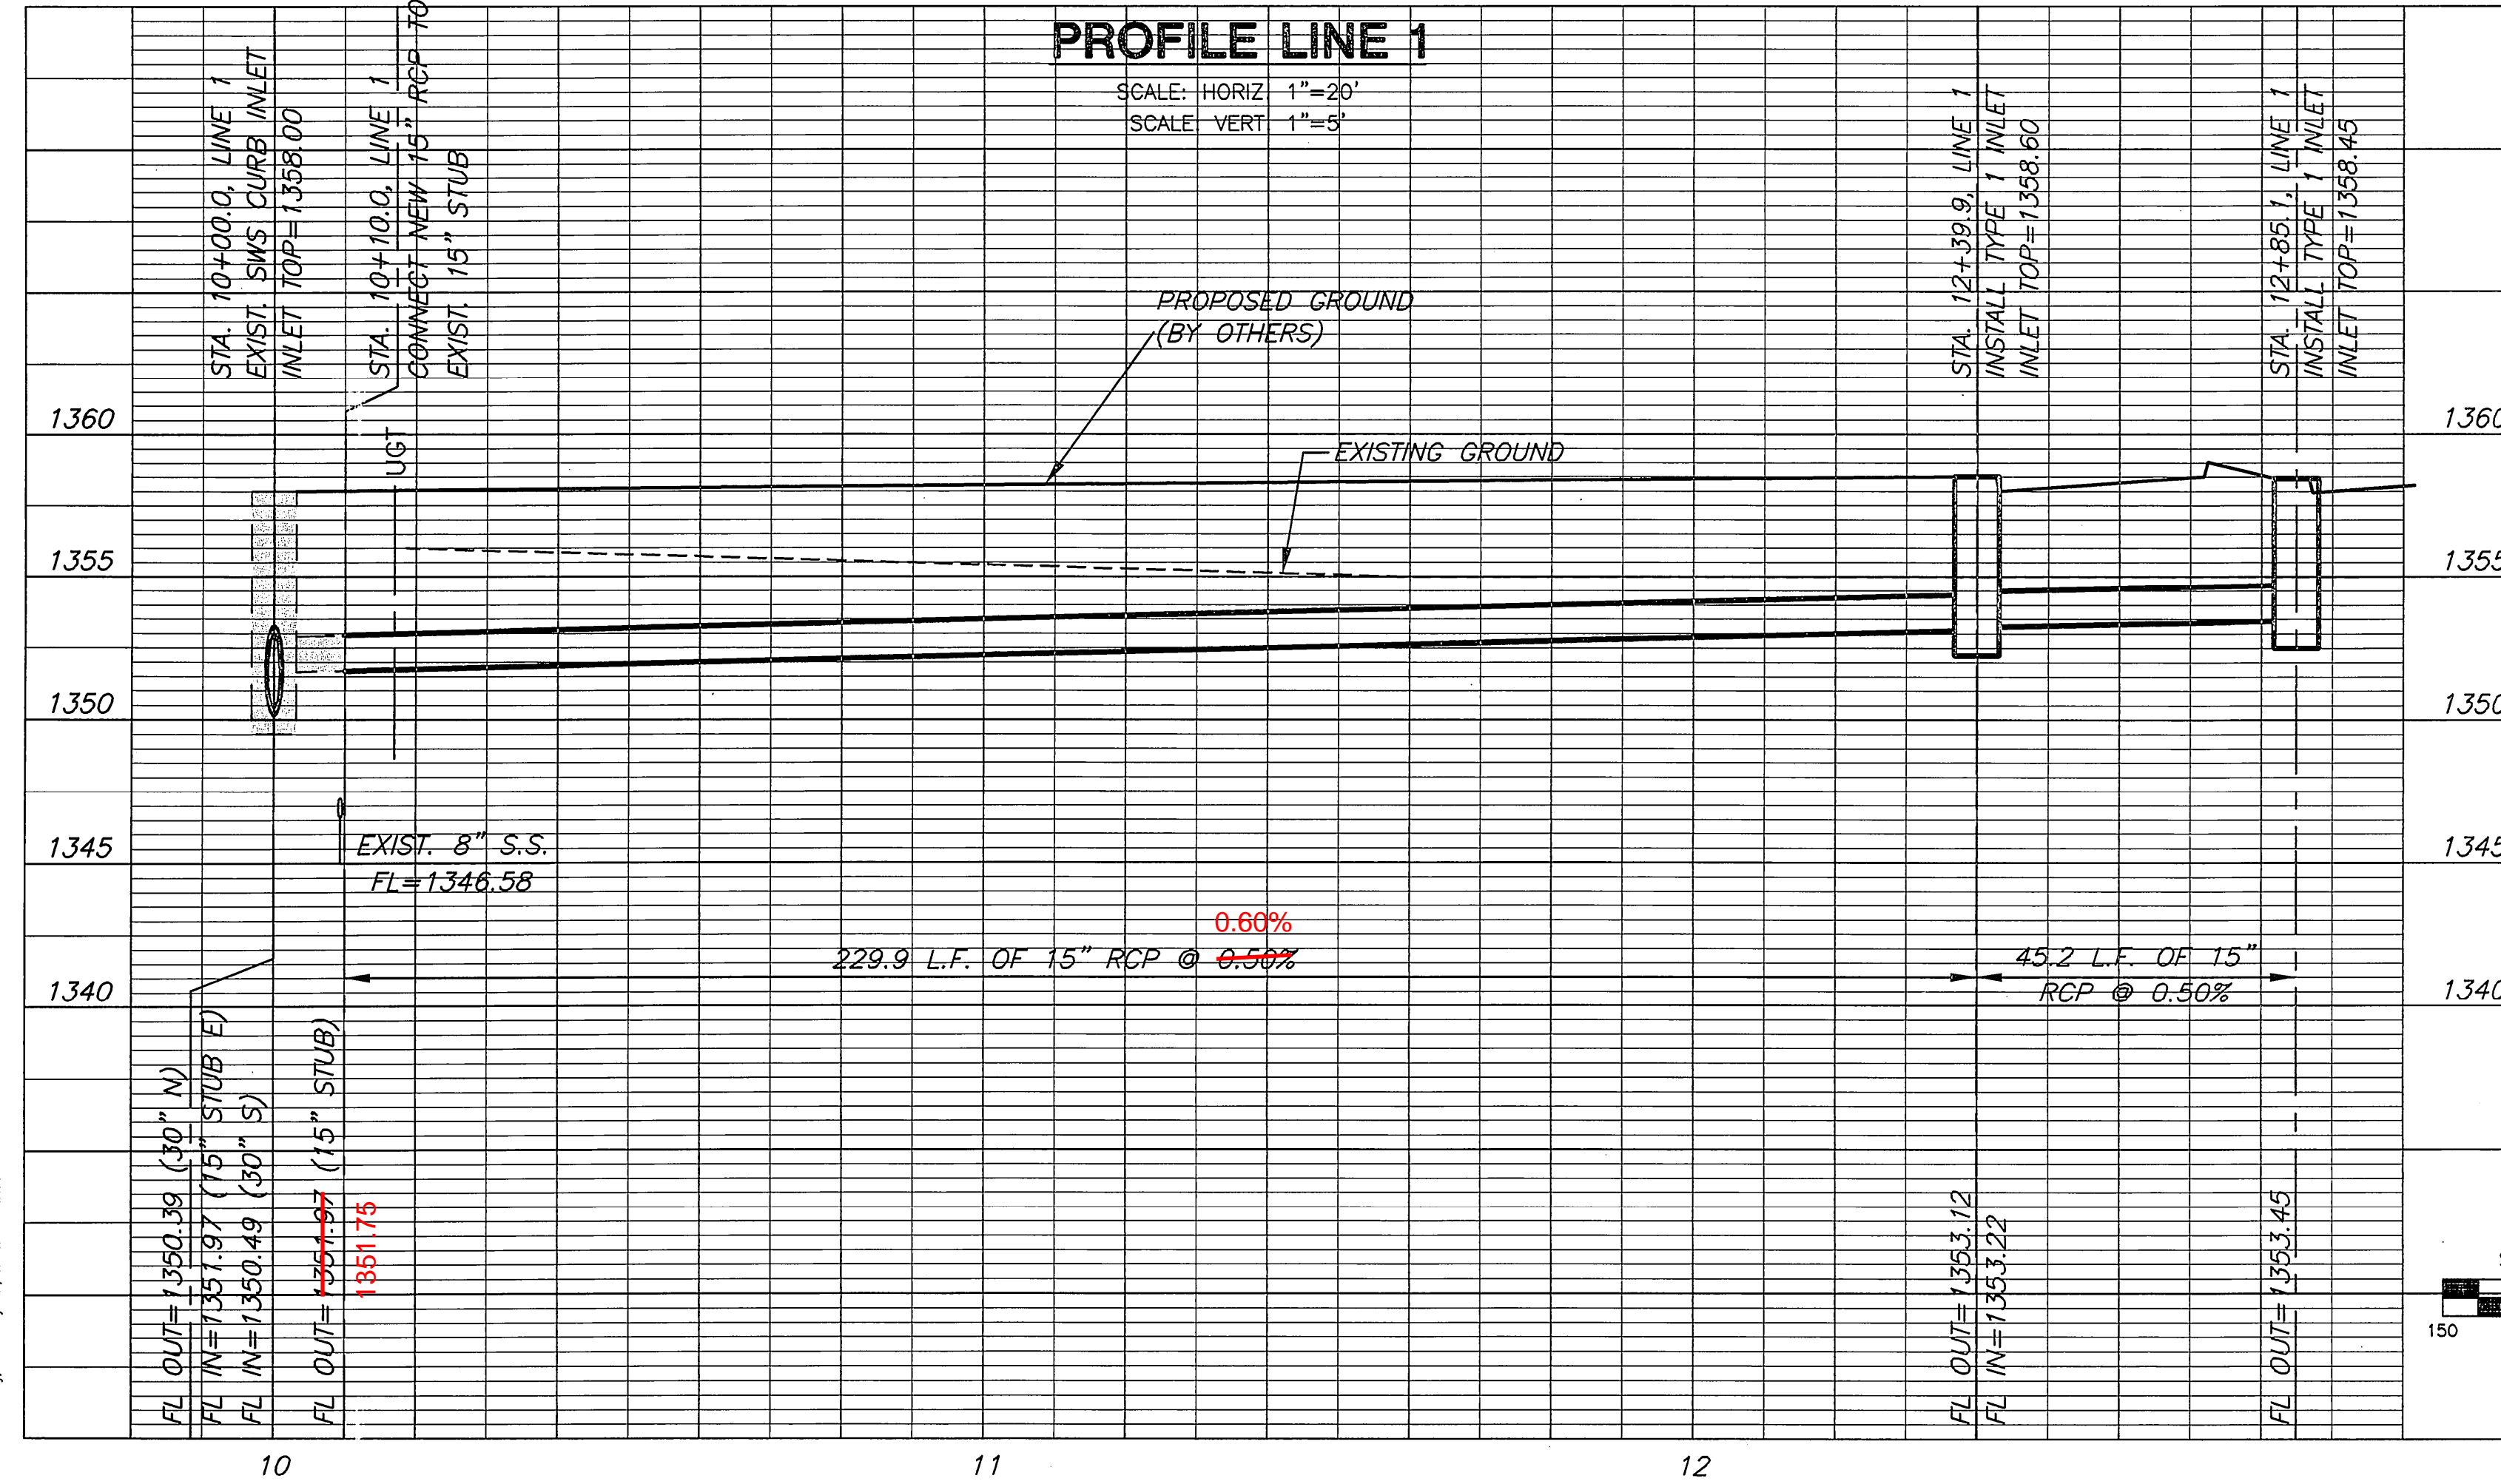 PROFILE LINE 1
SCALE: HORIZ. 1"=20'
SCALE: VERT. 1"=5'
STA. 10+00.0, LINE 1
EXIST. SWS CURB INLET
INLET TOP=1358.00
STA. 10+10.0, LINE 1
CONNECT NEW 15" RCP TO
EXIST. 15" STUB
STA. 12+39.9, LINE 1
INSTALL TYPE 1 INLET
INLET TOP=1358.60
STA. 12+85.1, LINE 1
INSTALL TYPE 1 INLET
INLET TOP=1358.45
PROPOSED GROUND
(BY OTHERS)
EXISTING GROUND
UGT
1360
1360
1355
1355
1350
1350
1345
1345
1340
1340
EXIST. 8" S.S.
FL=1346.58
0.60%
229.9 L.F. OF 15" RCP @ 0.50%
45.2 L.F. OF 15"
RCP @ 0.50%
FL OUT=1350.39 (30" N)
FL IN=1351.97 (15" STUB E)
FL IN=1350.49 (30" S)
FL OUT=1351.97 (15" STUB)
1351.75
FL OUT=1353.12
FL IN=1353.22
FL OUT=1353.45
150
10
11
12